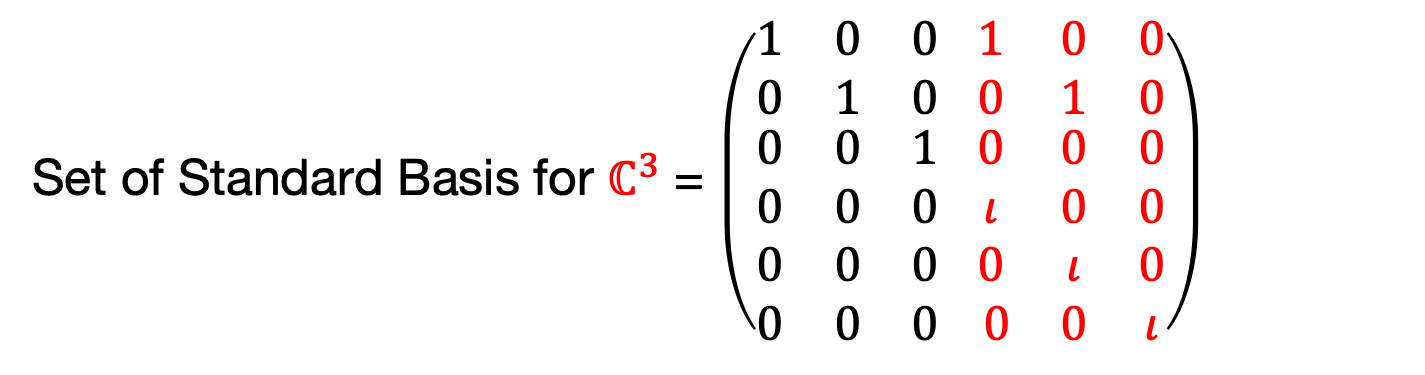 1 0 0 1 0 0
0 1 0 0 1 0
0 0 1 0 0 0
Set of Standard Basis for ℂ³ =
0 0 0 ι 0 0
0 0 0 0 ι 0
0 0 0 0 0 ι